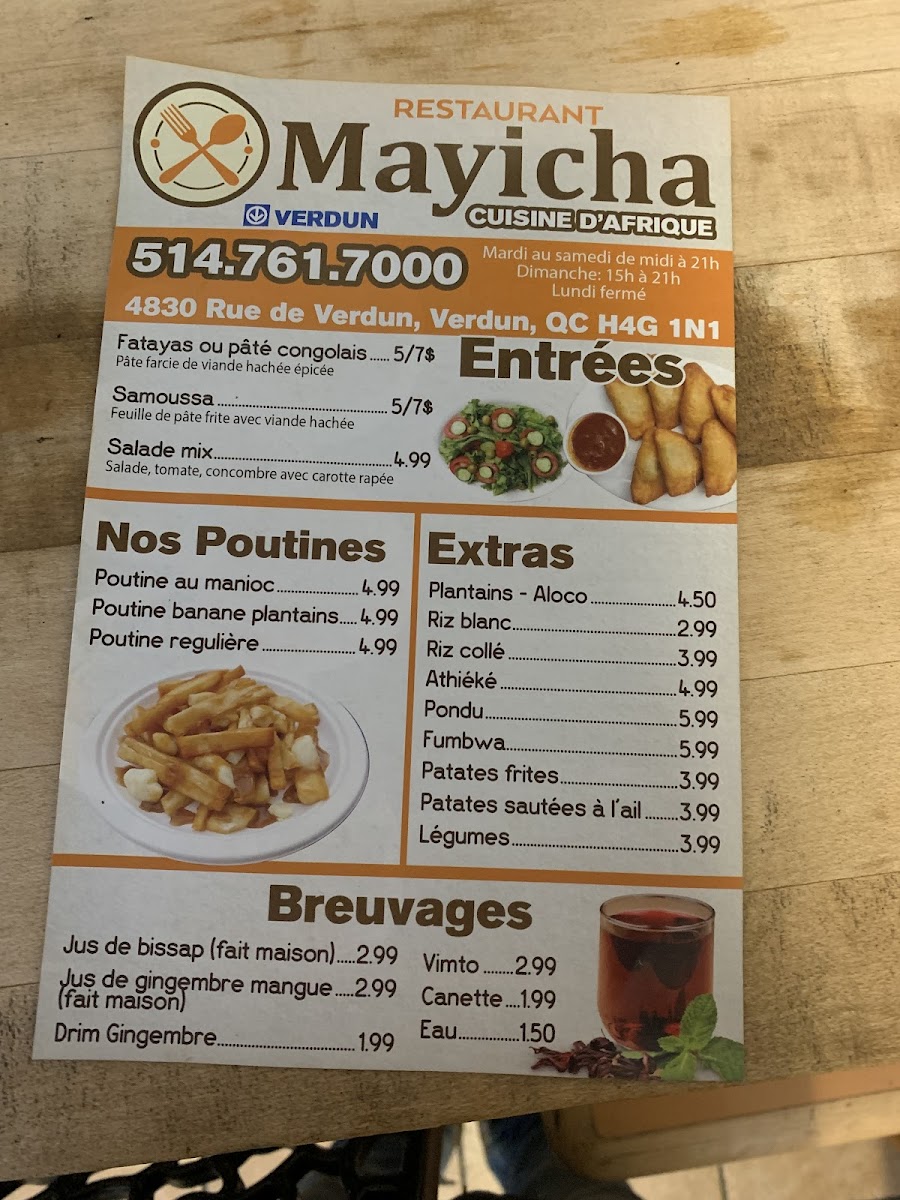 RESTAURANT
Mayicha
VERDUN
CUISINE D'AFRIQUE
514.761.7000
Mardi au samedi de midi à 21h
Dimanche: 15h à 21h
Lundi fermé
4830 Rue de Verdun, Verdun, QC H4G 1N1
Entrées
Fatayas ou pâté congolais ...... 5/7$
Pâte farcie de viande hachée épicée
Samoussa ........ 5/7$
Feuille de pâte frite avec viande hachée
Salade mix........ 4.99
Salade, tomate, concombre avec carotte rapée
Nos Poutines
Poutine au manioc........ 4.99
Poutine banane plantains..... 4.99
Poutine regulière ........ 4.99
Extras
Plantains - Aloco ........ 4.50
Riz blanc........ 2.99
Riz collé ........ 3.99
Athiéké ........ 4.99
Pondu........ 5.99
Fumbwa........ 5.99
Patates frites........ 3.99
Patates sautées à l'ail ........ 3.99
Légumes........ 3.99
Breuvages
Jus de bissap (fait maison)..... 2.99
Jus de gingembre mangue ..... 2.99
(fait maison)
Drim Gingembre........ 1.99
Vimto ....... 2.99
Canette .... 1.99
Eau........ 1.50